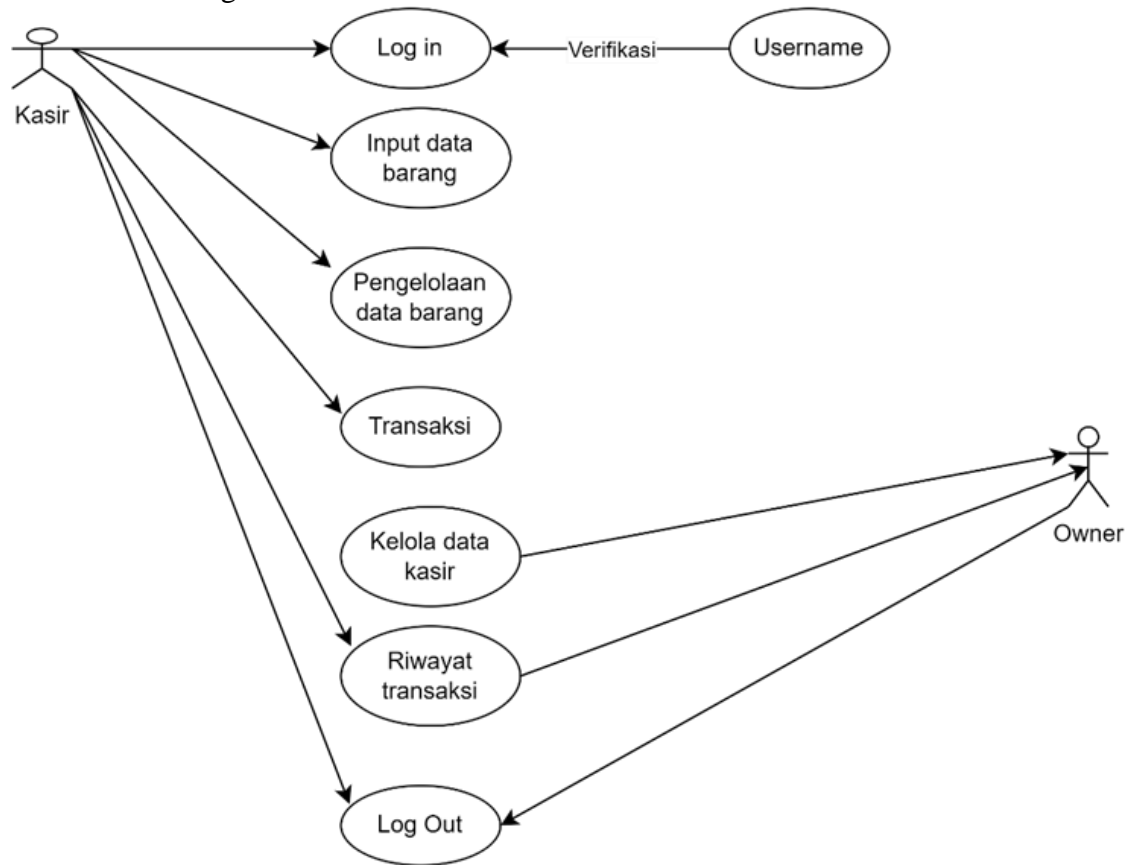 Log in
Verifikasi
Username
Kasir
Input data
barang
Pengelolaan
data barang
Transaksi
Owner
Kelola data
kasir
Riwayat
transaksi
Log Out